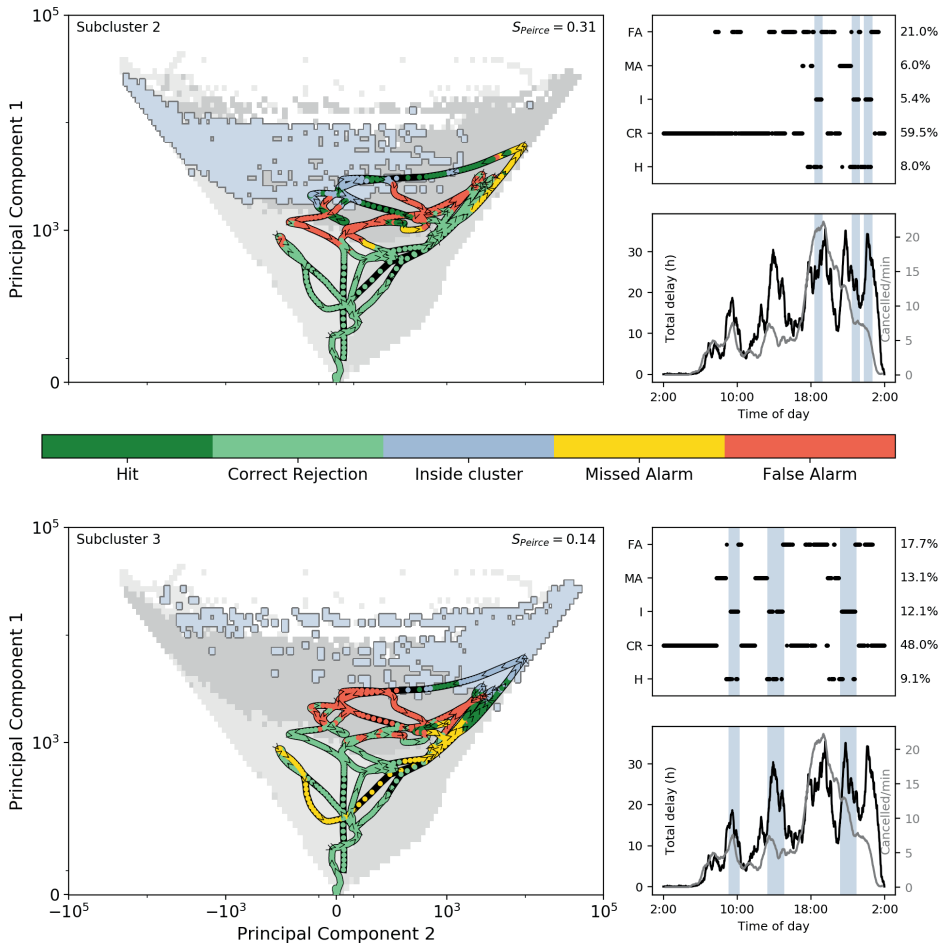 10^5
Subcluster 2
S_Peirce = 0.31
Principal Component 1
10^3
0
FA
21.0%
MA
6.0%
I
5.4%
CR
59.5%
H
8.0%
Total delay (h)
30
20
10
0
Cancelled/min
20
15
10
5
0
2:00
10:00
18:00
2:00
Time of day
Hit
Correct Rejection
Inside cluster
Missed Alarm
False Alarm
10^5
Subcluster 3
S_Peirce = 0.14
Principal Component 1
10^3
0
−10^5
−10^3
0
10^3
10^5
Principal Component 2
FA
17.7%
MA
13.1%
I
12.1%
CR
48.0%
H
9.1%
Total delay (h)
30
20
10
0
Cancelled/min
20
15
10
5
0
2:00
10:00
18:00
2:00
Time of day